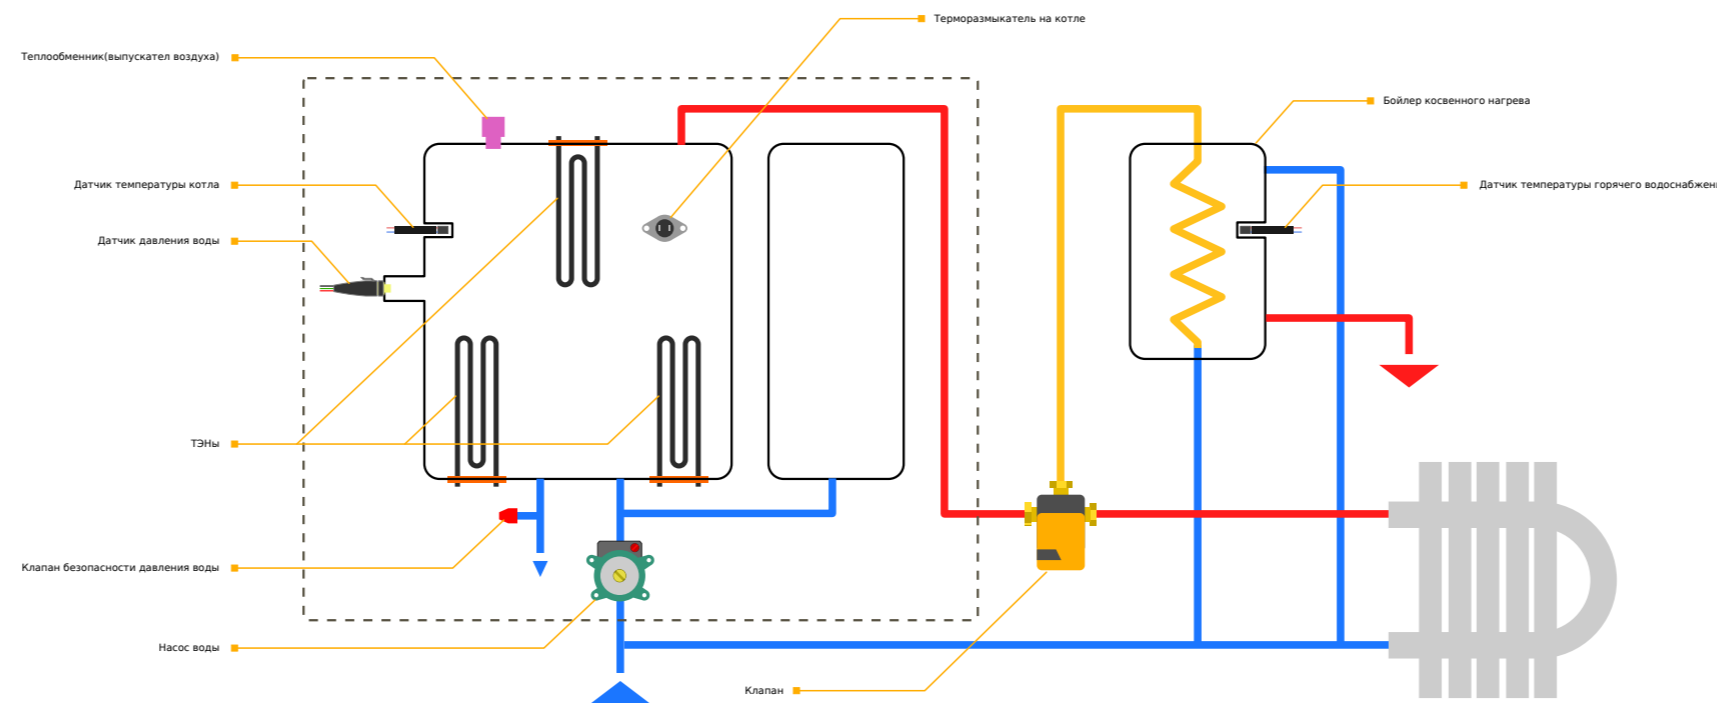 Терморазмыкатель на котле
Теплообменник(выпускател воздуха)
Бойлер косвенного нагрева
Датчик температуры котла
Датчик температуры горячего водоснабжен
Датчик давления воды
ТЭНы
Клапан безопасности давления воды
Насос воды
Клапан